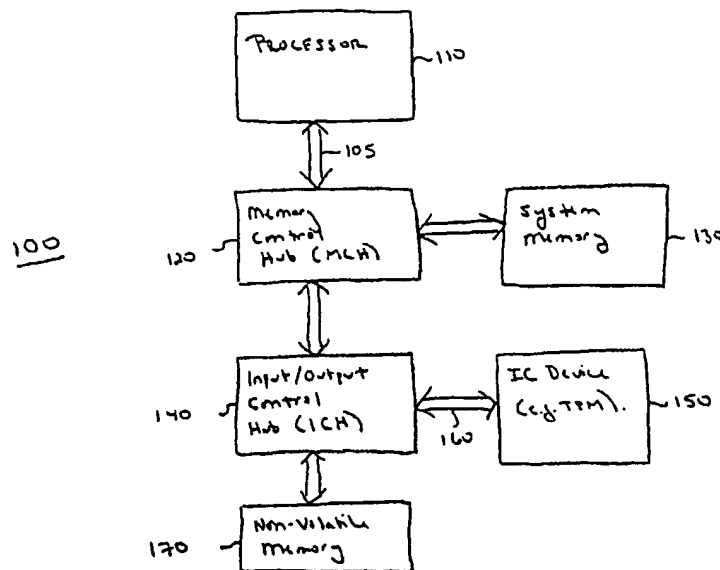 PROCESSOR
110
105
100
Memory
Control
Hub (MCH)
120
System
Memory
130
Input/Output
Control
Hub (ICH)
140
160
IC Device
(e.g. TPM).
150
Non-Volatile
Memory
170